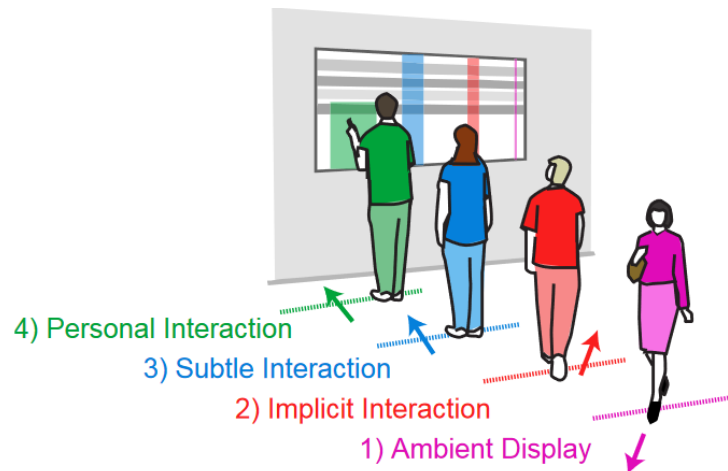 4) Personal Interaction
3) Subtle Interaction
2) Implicit Interaction
1) Ambient Display